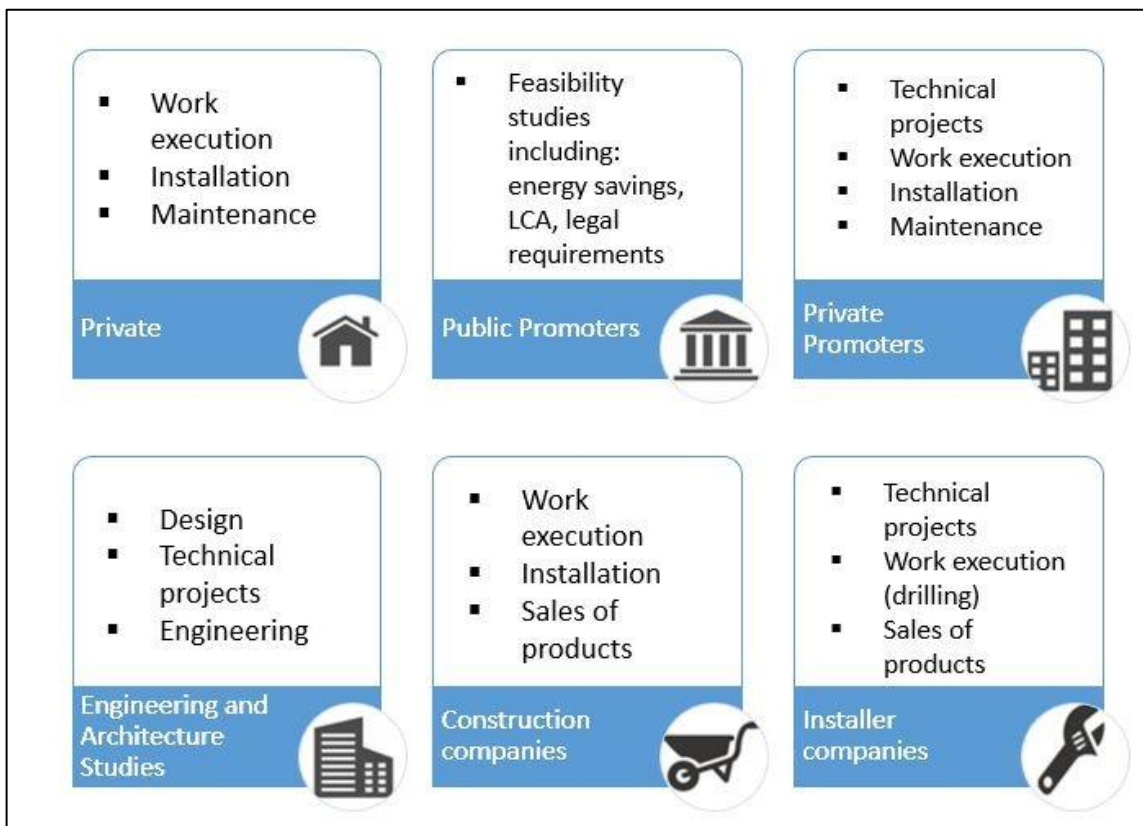 ▪ Work
execution
▪ Installation
▪ Maintenance
Private
▪ Feasibility
studies
including:
energy savings,
LCA, legal
requirements
Public Promoters
▪ Technical
projects
▪ Work execution
▪ Installation
▪ Maintenance
Private
Promoters
▪ Design
▪ Technical
projects
▪ Engineering
Engineering and
Architecture
Studies
▪ Work
execution
▪ Installation
▪ Sales of
products
Construction
companies
▪ Technical
projects
▪ Work execution
(drilling)
▪ Sales of
products
Installer
companies